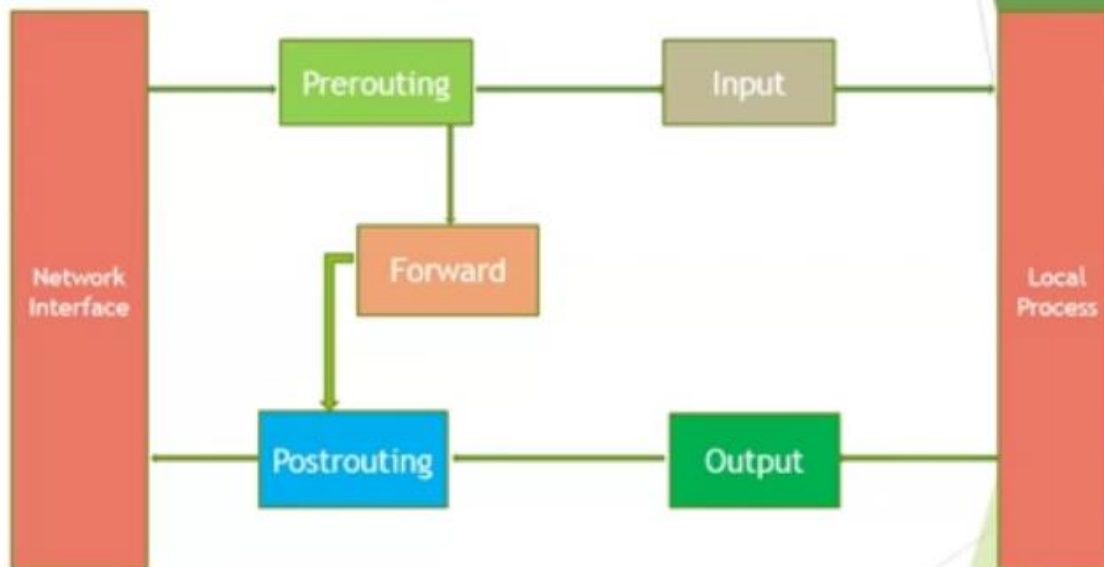 Prerouting
Input
Network
Interface
Forward
Local
Process
Postrouting
Output